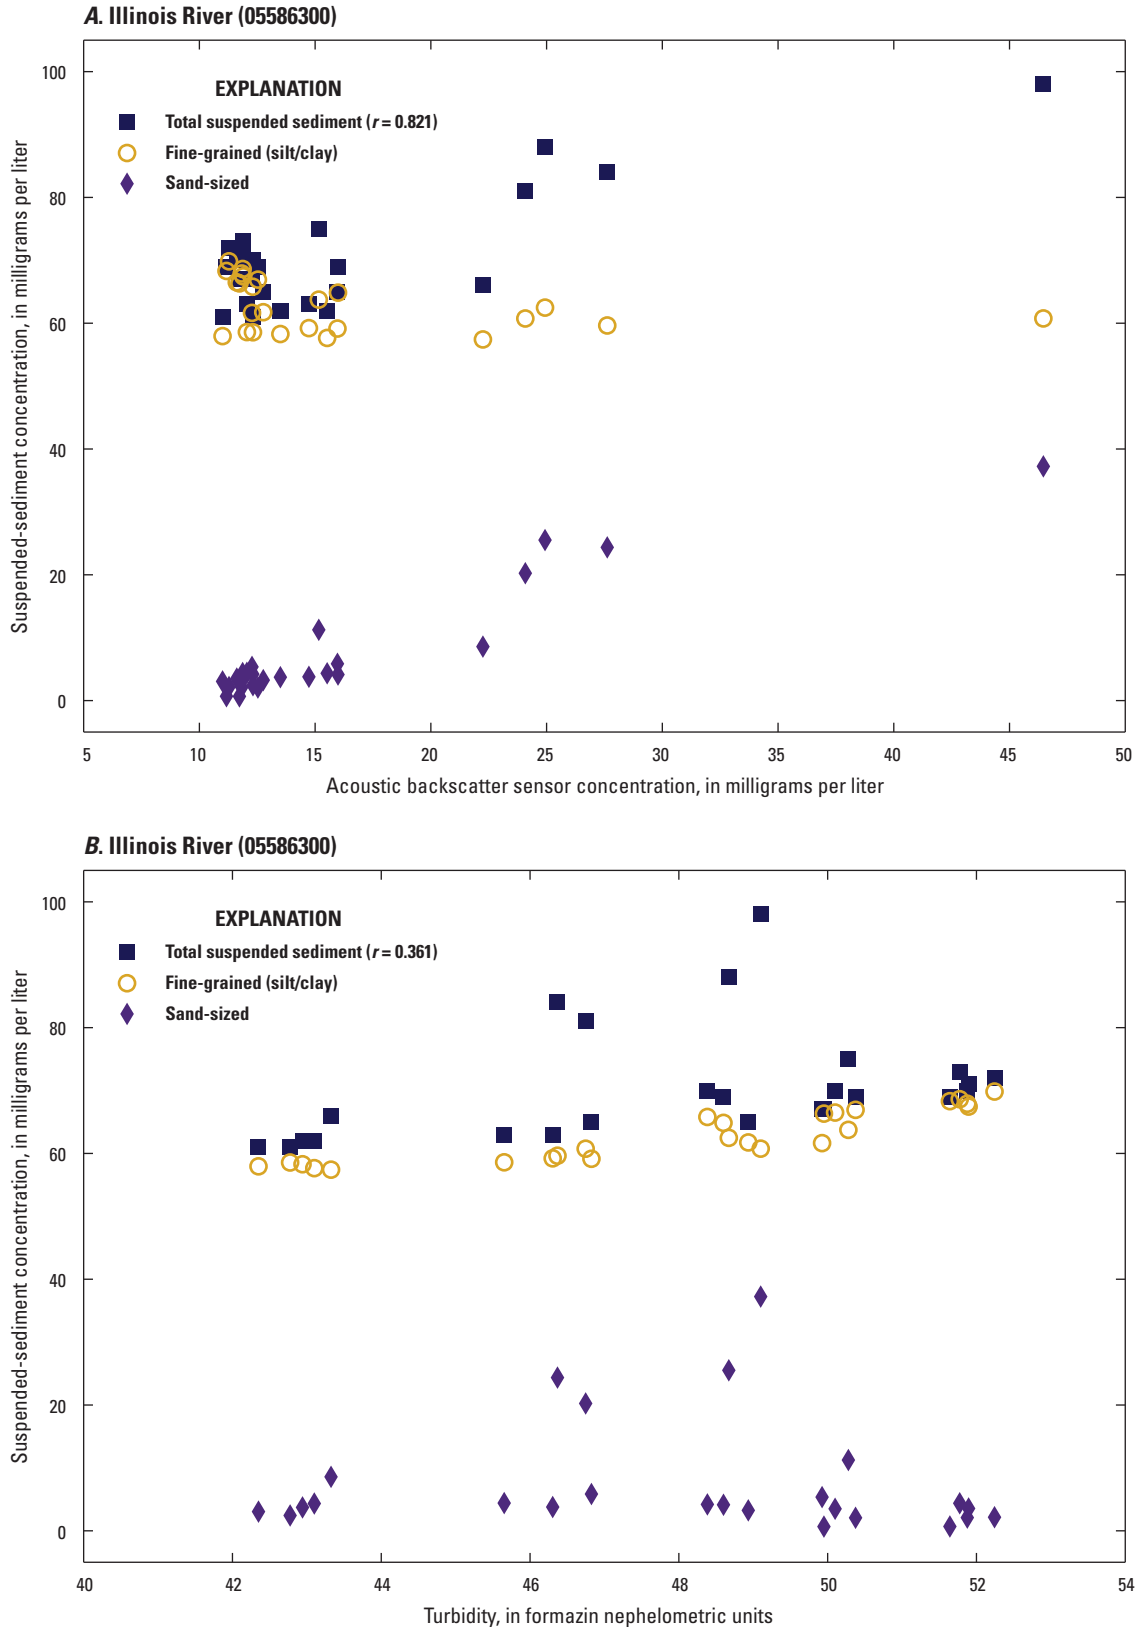 A. Illinois River (05586300)
EXPLANATION
Total suspended sediment (r = 0.821)
Fine-grained (silt/clay)
Sand-sized
Suspended-sediment concentration, in milligrams per liter
100
80
60
40
20
0
5 10 15 20 25 30 35 40 45 50
Acoustic backscatter sensor concentration, in milligrams per liter
B. Illinois River (05586300)
EXPLANATION
Total suspended sediment (r = 0.361)
Fine-grained (silt/clay)
Sand-sized
Suspended-sediment concentration, in milligrams per liter
100
80
60
40
20
0
40 42 44 46 48 50 52 54
Turbidity, in formazin nephelometric units